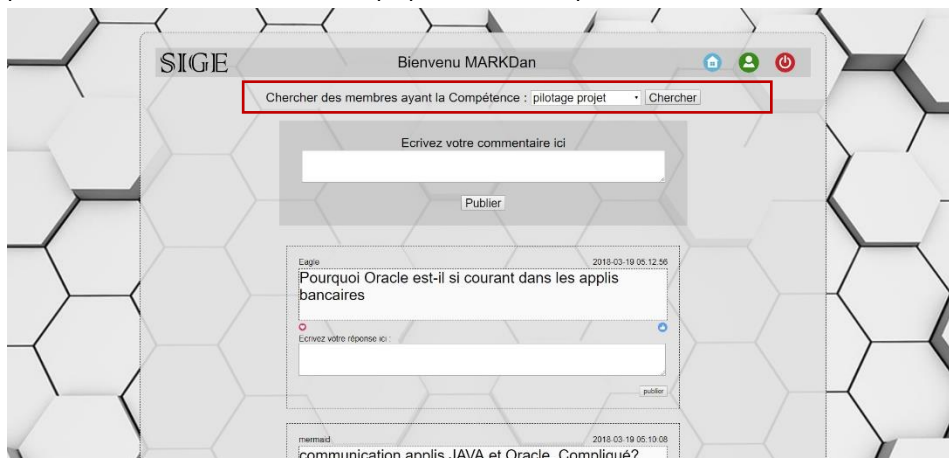 SIGE
Bienvenu MARKDan
Chercher des membres ayant la Compétence : pilotage projet Chercher
Ecrivez votre commentaire ici
Publier
Eagle 2018-03-19 05.12.56
Pourquoi Oracle est-il si courant dans les applis
bancaires
Ecrivez votre réponse ici :
publier
mermaid 2018-03-19 05.10.08
communication applis JAVA et Oracle. Compliqué?